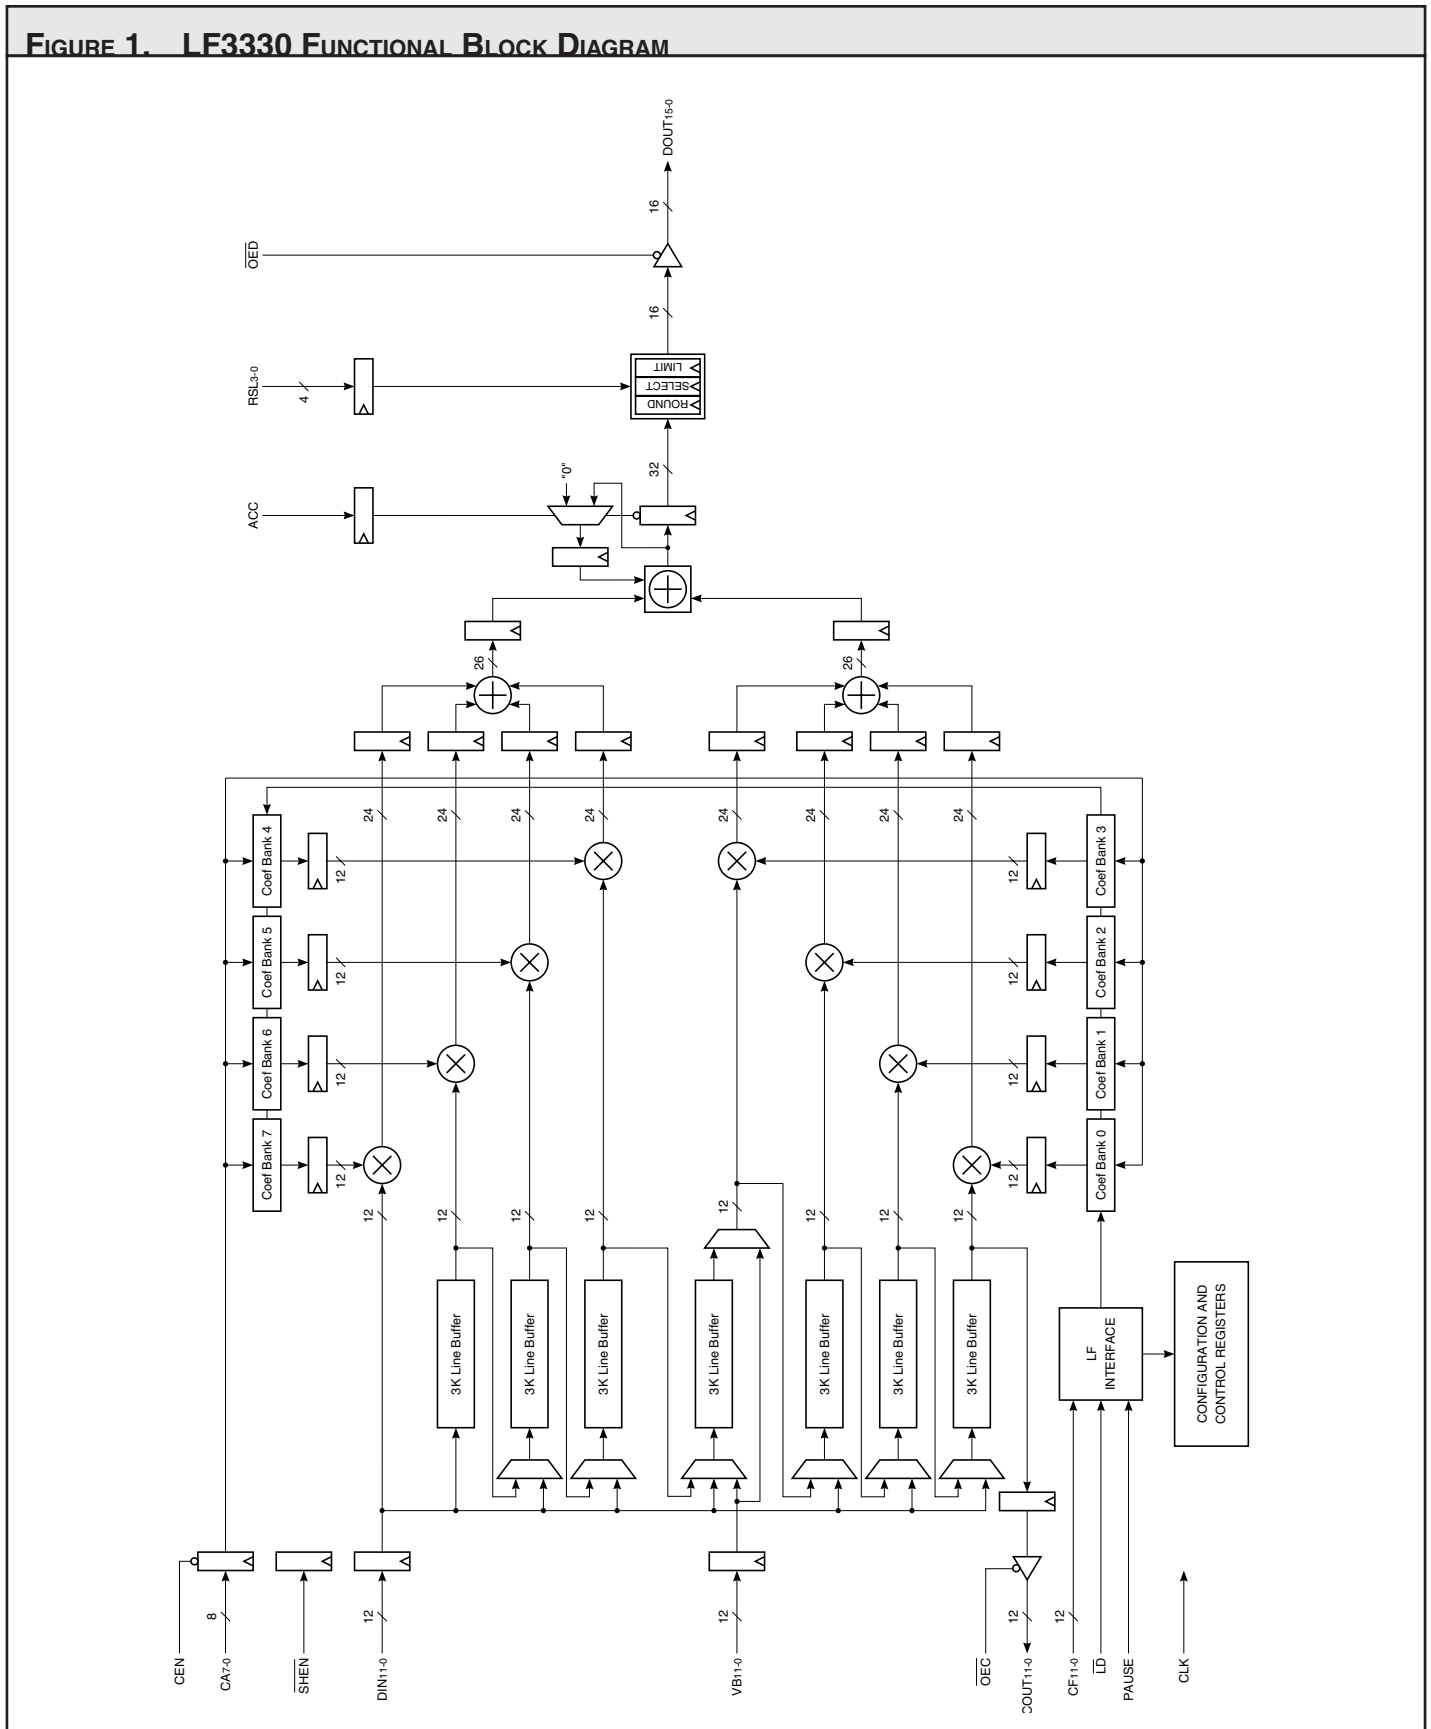 FIGURE 1. LF3330 FUNCTIONAL BLOCK DIAGRAM
DOUT15-0
16
OED
16
RSL3-0
4
LIMIT
SELECT
ROUND
32
"0"
ACC
26
26
24
24
24
24
24
24
24
24
Coef Bank 4
12
12
Coef Bank 3
Coef Bank 5
12
12
Coef Bank 2
Coef Bank 6
12
12
Coef Bank 1
Coef Bank 7
12
12
Coef Bank 0
12
12
12
12
12
12
12
12
3K Line Buffer
3K Line Buffer
3K Line Buffer
3K Line Buffer
3K Line Buffer
3K Line Buffer
3K Line Buffer
LF
INTERFACE
CONFIGURATION AND
CONTROL REGISTERS
8
12
12
12
12
CEN
CA7-0
SHEN
DIN11-0
VB11-0
OEC
COUT11-0
CF11-0
LD
PAUSE
CLK